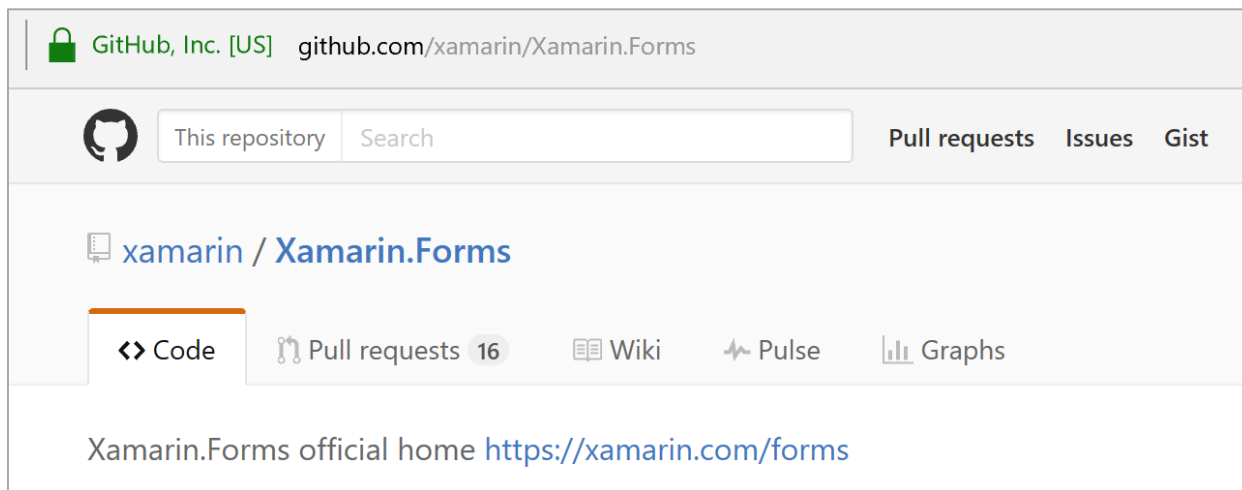 GitHub, Inc. [US] github.com/xamarin/Xamarin.Forms
This repository Search Pull requests Issues Gist
xamarin / Xamarin.Forms
<> Code Pull requests 16 Wiki Pulse Graphs
Xamarin.Forms official home https://xamarin.com/forms